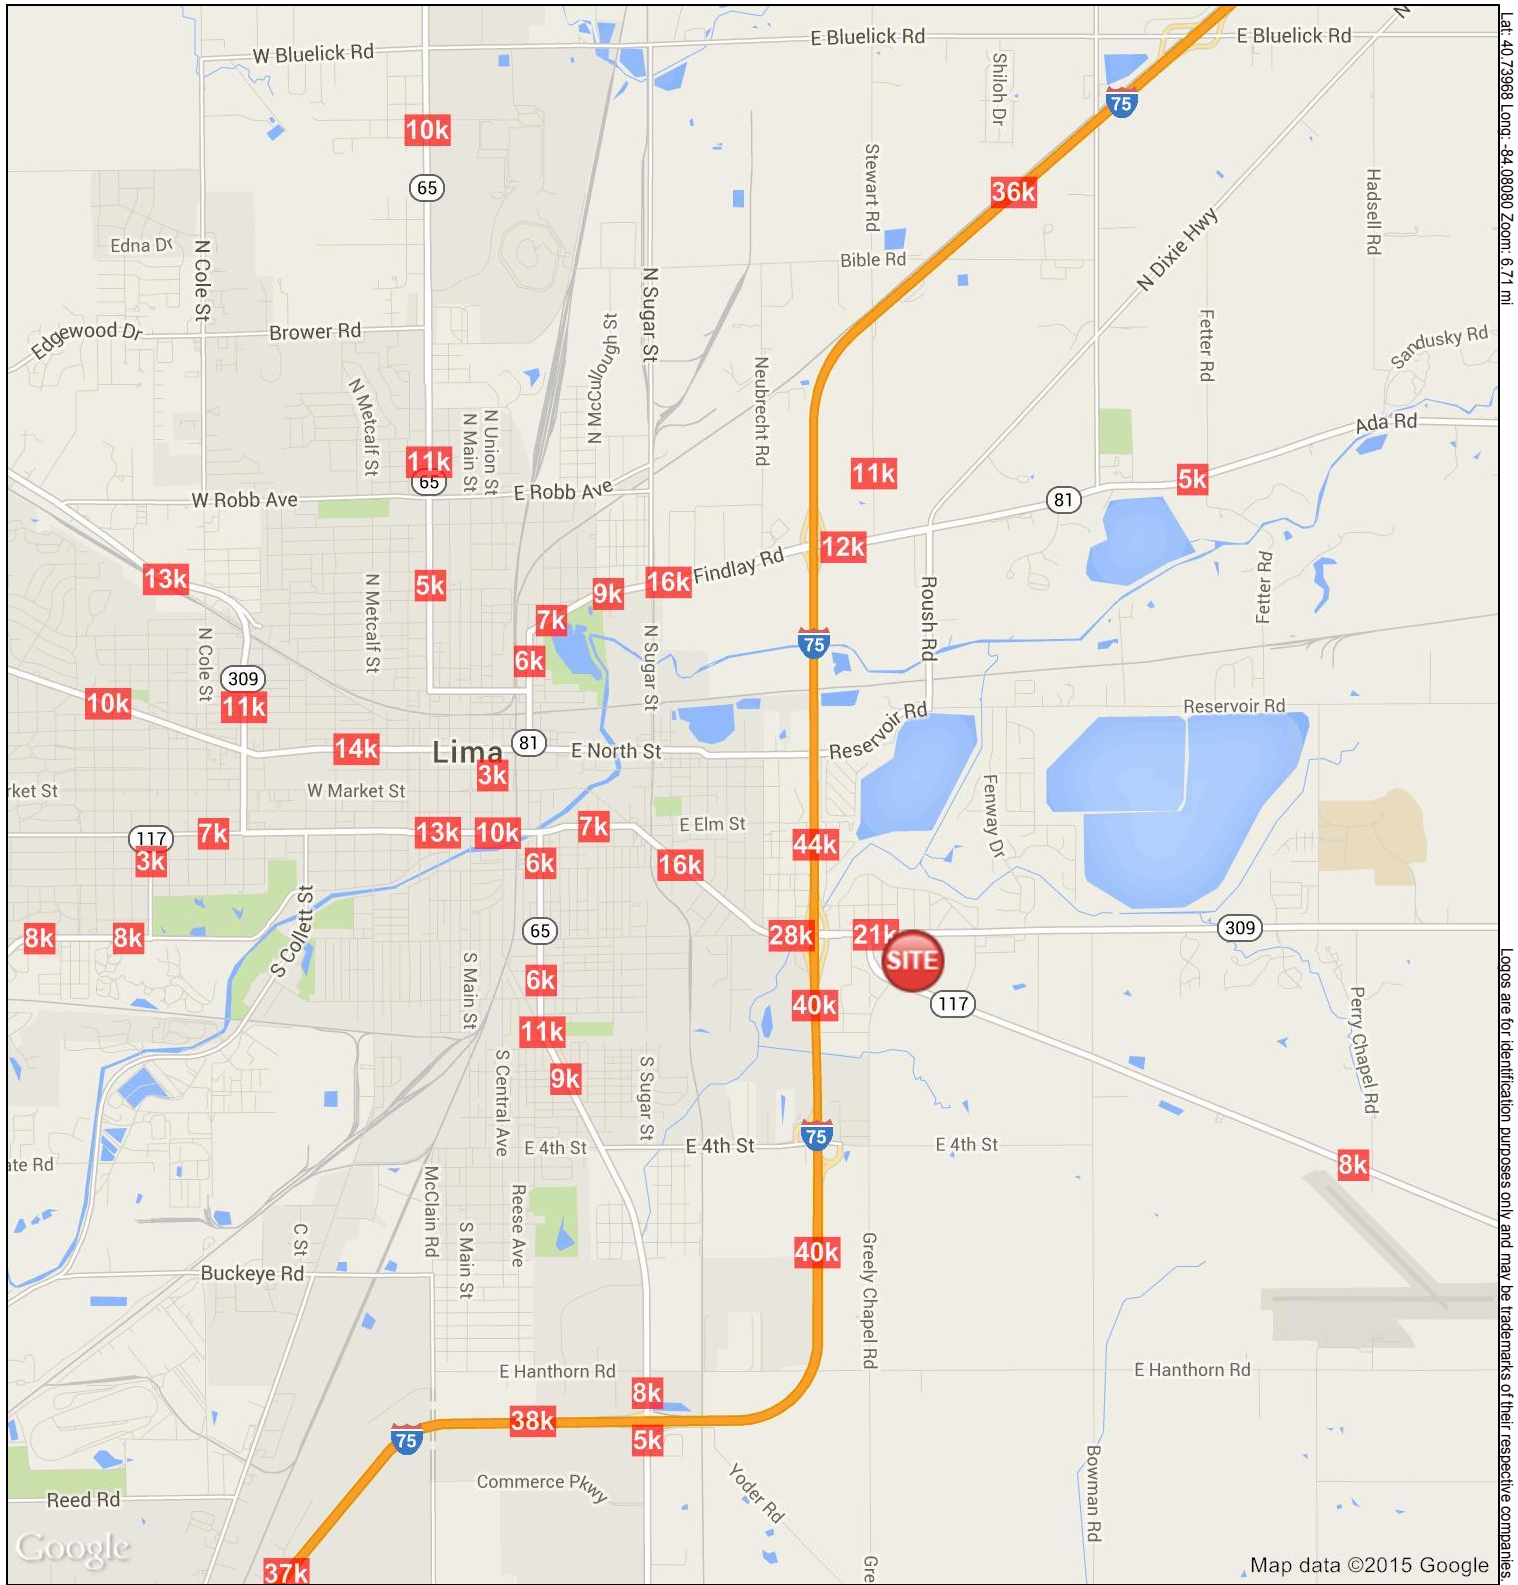 W Bluelick Rd
E Bluelick Rd
E Bluelick Rd
N
Shiloh Dr
75
10k
Stewart Rd
36k
65
Hadsell Rd
Edna Dr
N Cole St
N Dixie Hwy
Bible Rd
N Sugar St
Edgewood Dr
Brower Rd
N McCullough St
Fetter Rd
Sandusky Rd
Neubrecht Rd
N Metcalf St
N Main St
N Union St
Ada Rd
11k
65
11k
5k
W Robb Ave
E Robb Ave
81
12k
13k
5k
9k
16k
Findlay Rd
Fetter Rd
N Metcalf St
Roush Rd
7k
N Cole St
6k
N Sugar St
75
309
10k
11k
Reservoir Rd
Reservoir Rd
14k
Lima
81
E North St
3k
rket St
W Market St
Fenway Dr
117
7k
13k
10k
7k
E Elm St
44k
3k
6k
16k
S Collett St
8k
8k
65
28k
21k
309
SITE
6k
S Main St
40k
117
Perry Chapel Rd
11k
S Central Ave
9k
S Sugar St
E 4th St
E 4th St
75
E 4th St
ate Rd
8k
McClain Rd
Reese Ave
C St
S Main St
40k
Greely Chapel Rd
Buckeye Rd
E Hanthorn Rd
E Hanthorn Rd
8k
38k
75
5k
Commerce Pkwy
Yoder Rd
Bowman Rd
Reed Rd
Google
37k
Gre
Map data ©2015 Google
Lat: 40.73968 Long: -84.08080 Zoom: 6.71 mi
Logos are for identification purposes only and may be trademarks of their respective companies.